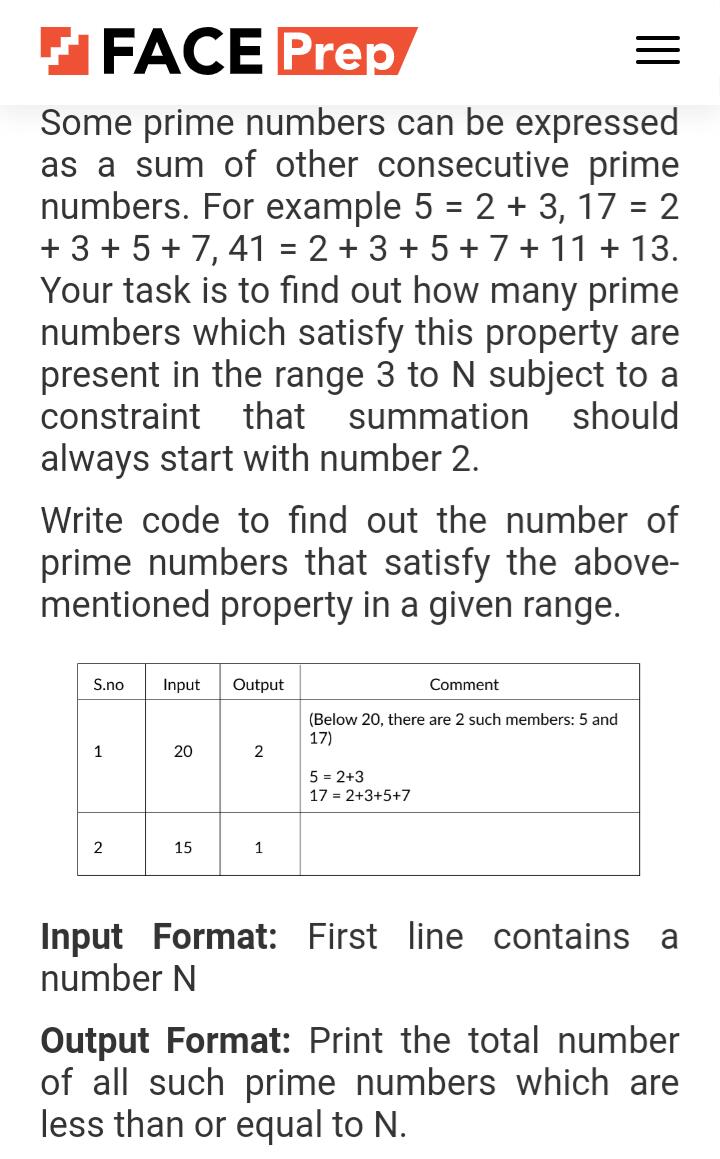 FACE Prep
Some prime numbers can be expressed
as a sum of other consecutive prime
numbers. For example 5 = 2 + 3, 17 = 2
+ 3 + 5 + 7, 41 = 2 + 3 + 5 + 7 + 11 + 13.
Your task is to find out how many prime
numbers which satisfy this property are
present in the range 3 to N subject to a
constraint that summation should
always start with number 2.
Write code to find out the number of
prime numbers that satisfy the above-
mentioned property in a given range.
S.no Input Output Comment
(Below 20, there are 2 such members: 5 and
17)
1 20 2
5 = 2+3
17 = 2+3+5+7
2 15 1
Input Format: First line contains a
number N
Output Format: Print the total number
of all such prime numbers which are
less than or equal to N.